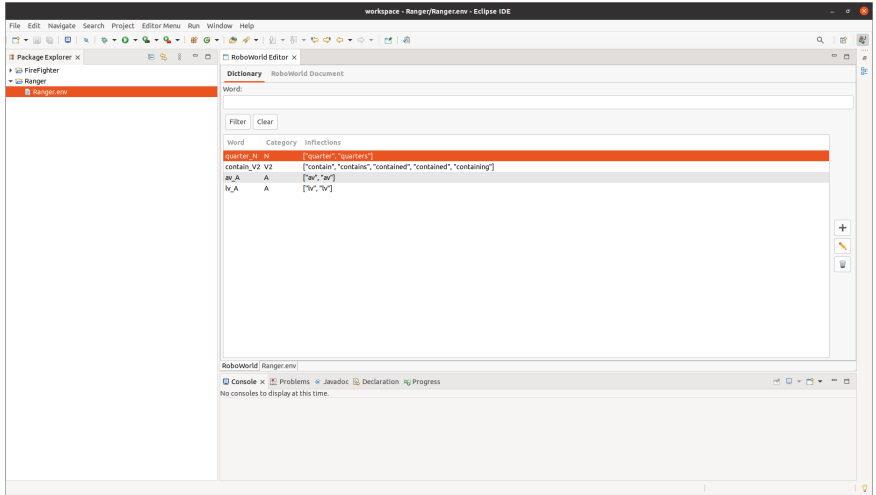 workspace - Ranger/Ranger.env - Eclipse IDE
File Edit Navigate Search Project Editor Menu Run Window Help
Package Explorer
RoboWorld Editor
FireFighter
Ranger
Ranger.env
Dictionary RoboWorld Document
Word:
Filter Clear
Word Category Inflections
quarter_N N ["quarter", "quarters"]
contain_V2 V2 ["contain", "contains", "contained", "contained", "containing"]
av_A A ["av", "av"]
lv_A A ["lv", "lv"]
RoboWorld Ranger.env
Console Problems Javadoc Declaration Progress
No consoles to display at this time.